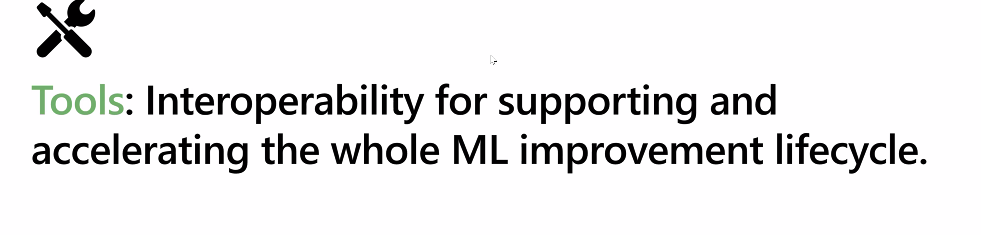 Tools: Interoperability for supporting and
accelerating the whole ML improvement lifecycle.